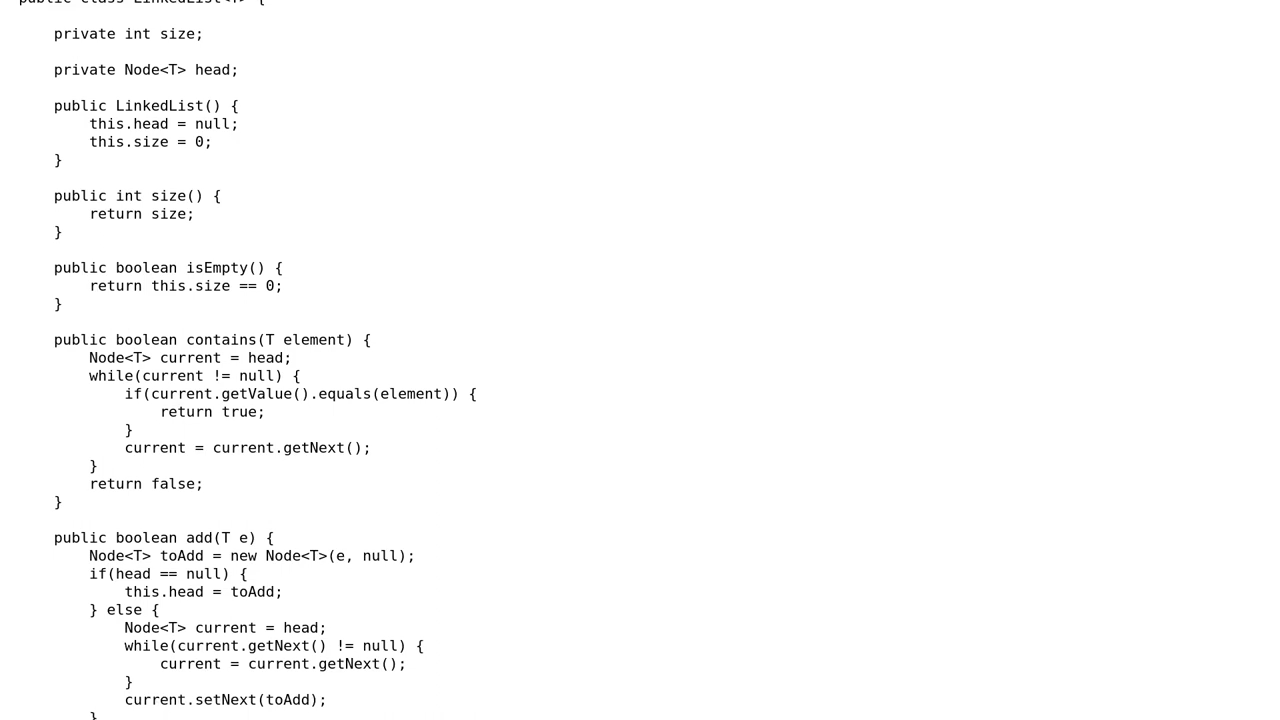 public class LinkedList<T> {
private int size;
private Node<T> head;
public LinkedList() {
this.head = null;
this.size = 0;
}
public int size() {
return size;
}
public boolean isEmpty() {
return this.size == 0;
}
public boolean contains(T element) {
Node<T> current = head;
while(current != null) {
if(current.getValue().equals(element)) {
return true;
}
current = current.getNext();
}
return false;
}
public boolean add(T e) {
Node<T> toAdd = new Node<T>(e, null);
if(head == null) {
this.head = toAdd;
} else {
Node<T> current = head;
while(current.getNext() != null) {
current = current.getNext();
}
current.setNext(toAdd);
}